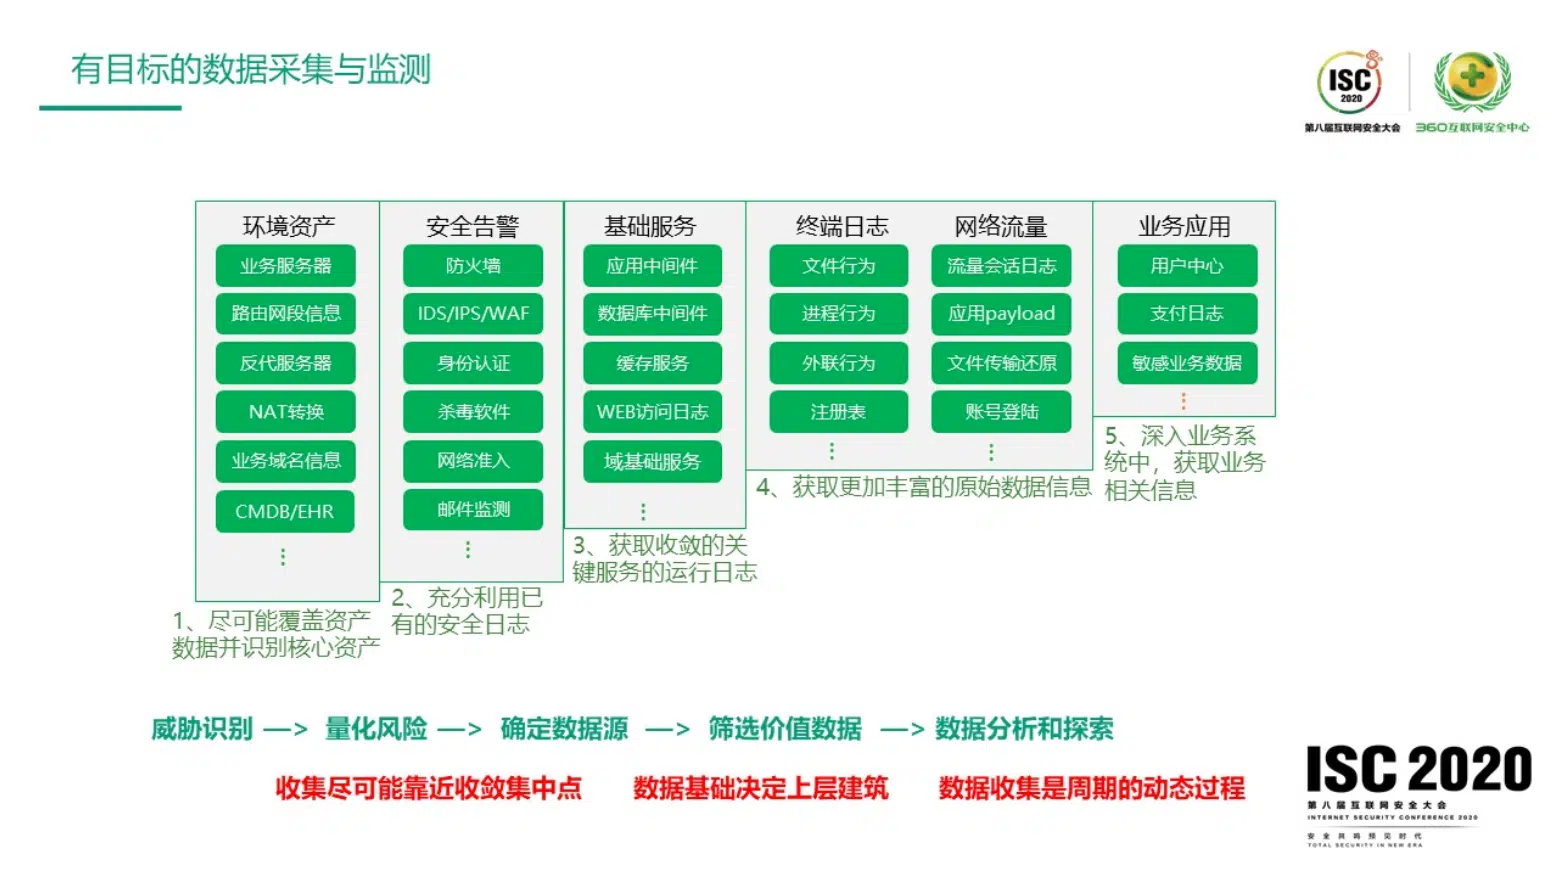 有目标的数据采集与监测
ISC
2020
第八届互联网安全大会
360互联网安全中心
环境资产
业务服务器
路由网段信息
反代服务器
NAT转换
业务域名信息
CMDB/EHR
1、尽可能覆盖资产
数据并识别核心资产
安全告警
防火墙
IDS/IPS/WAF
身份认证
杀毒软件
网络准入
邮件监测
2、充分利用已
有的安全日志
基础服务
应用中间件
数据库中间件
缓存服务
WEB访问日志
域基础服务
3、获取收敛的关
键服务的运行日志
终端日志
文件行为
进程行为
外联行为
注册表
网络流量
流量会话日志
应用payload
文件传输还原
账号登陆
4、获取更加丰富的原始数据信息
业务应用
用户中心
支付日志
敏感业务数据
5、深入业务系
统中，获取业务
相关信息
威胁识别 —> 量化风险 —> 确定数据源 —> 筛选价值数据 —> 数据分析和探索
收集尽可能靠近收敛集中点 数据基础决定上层建筑 数据收集是周期的动态过程
ISC 2020
第八届互联网安全大会
INTERNET SECURITY CONFERENCE 2020
安全共鸣预见时代
TOTAL SECURITY IN NEW ERA